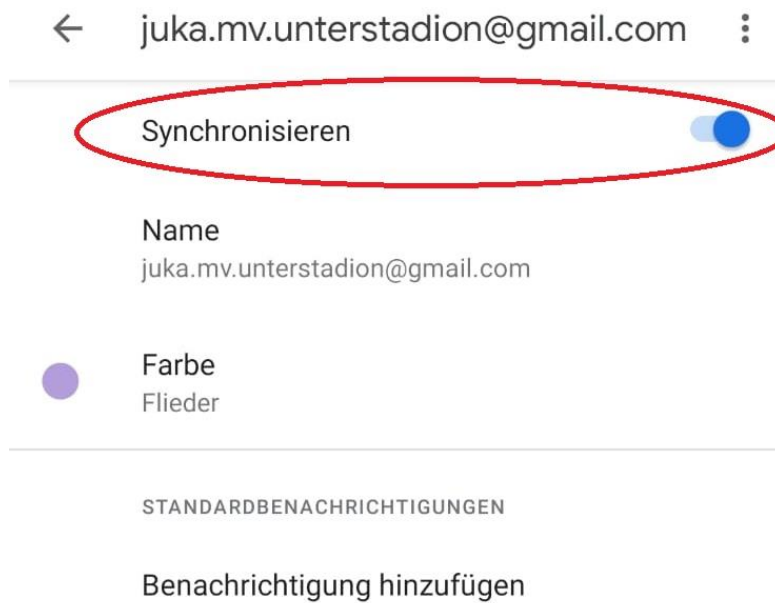 juka.mv.unterstadion@gmail.com
Synchronisieren
Name
juka.mv.unterstadion@gmail.com
Farbe
Flieder
STANDARDBENACHRICHTIGUNGEN
Benachrichtigung hinzufügen